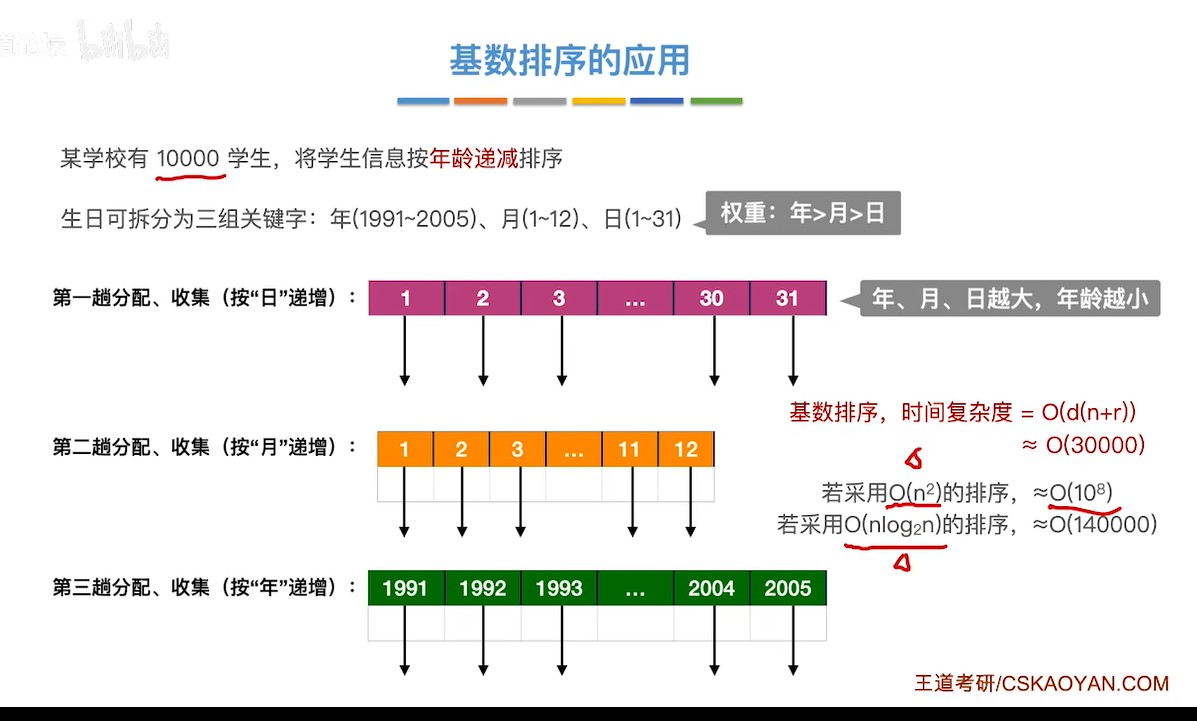 基数排序的应用
某学校有 10000 学生，将学生信息按年龄递减排序
生日可拆分为三组关键字：年(1991~2005)、月(1~12)、日(1~31)
权重：年>月>日
第一趟分配、收集（按“日”递增）：
1 2 3 ... 30 31
年、月、日越大，年龄越小
基数排序，时间复杂度 = O(d(n+r))
≈ O(30000)
第二趟分配、收集（按“月”递增）：
1 2 3 ... 11 12
若采用O(n²)的排序，≈O(10⁸)
若采用O(nlog₂n)的排序，≈O(140000)
第三趟分配、收集（按“年”递增）：
1991 1992 1993 ... 2004 2005
王道考研/CSKAOYAN.COM